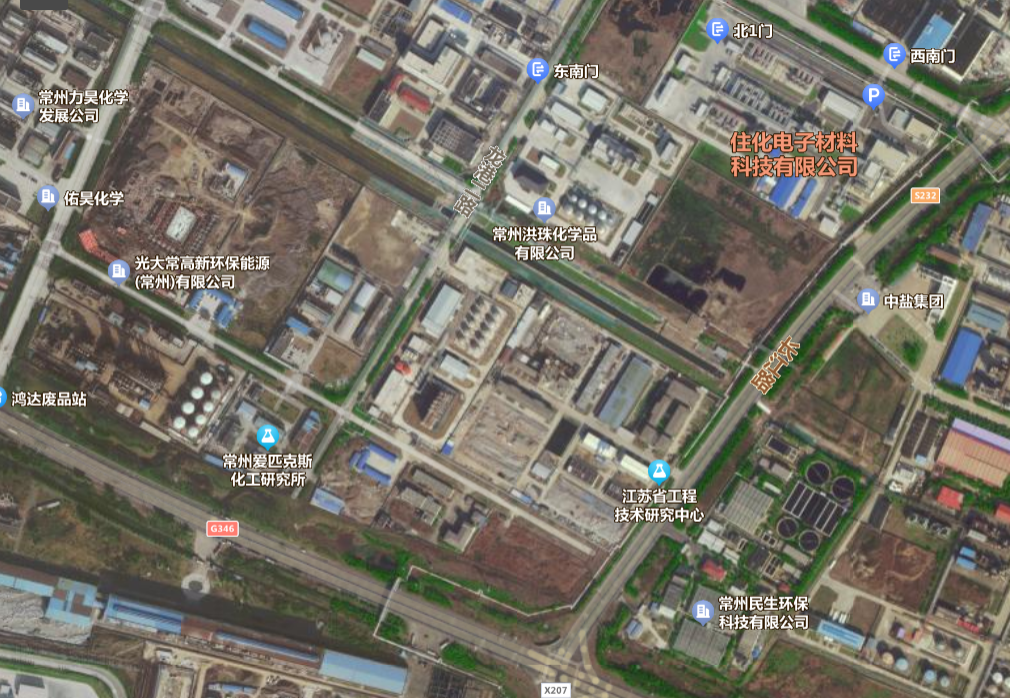 北1门
西南门
东南门
P
常州力昊化学
发展公司
住化电子材料
科技有限公司
佑昊化学
S232
常州洪珠化学品
有限公司
光大常高新环保能源
(常州)有限公司
中盐集团
长江路
鸿达废品站
常州爱匹克斯
化工研究所
江苏省工程
技术研究中心
G346
常州民生环保
科技有限公司
X207